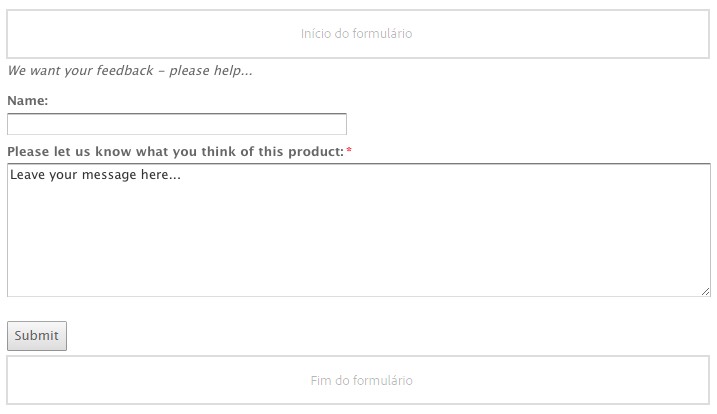 Início do formulário
We want your feedback – please help...
Name:
Please let us know what you think of this product:*
Leave your message here...
Submit
Fim do formulário